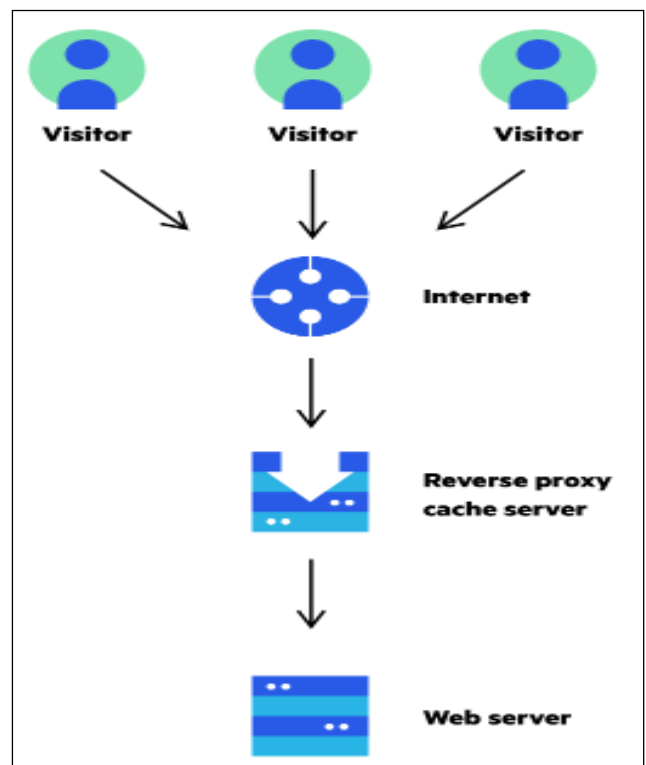 Visitor
Visitor
Visitor
Internet
Reverse proxy
cache server
Web server